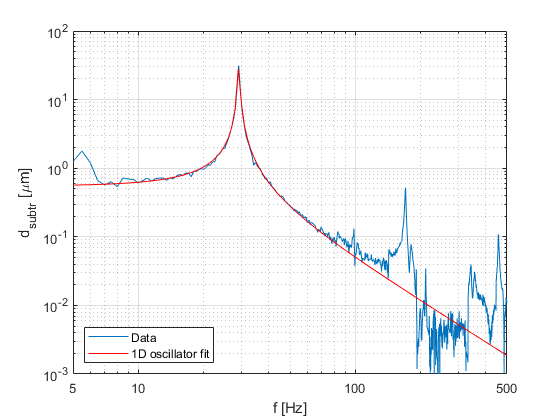 10^2
10^1
10^0
10^-1
10^-2
10^-3
d_subtr [μm]
Data
1D oscillator fit
5 10 100 500
f [Hz]